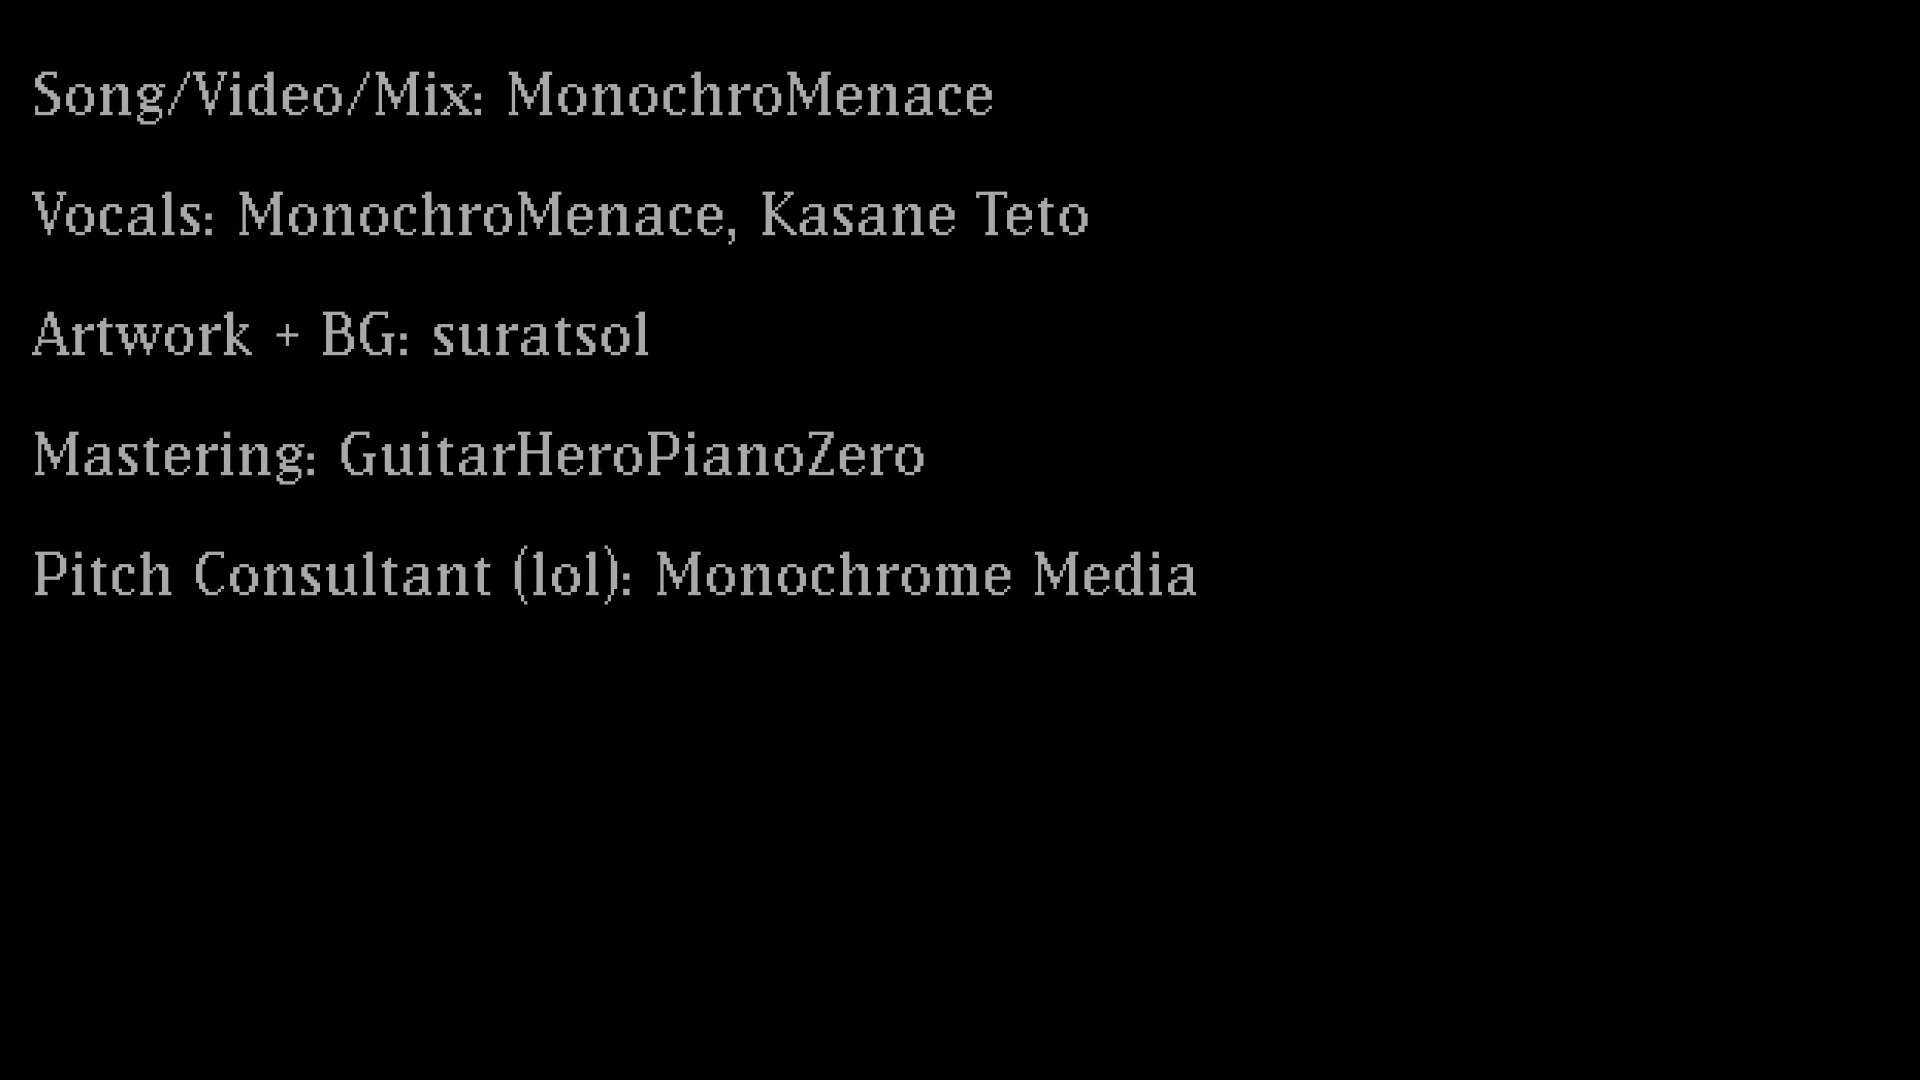 Song/Video/Mix: MonochroMenace
Vocals: MonochroMenace, Kasane Teto
Artwork + BG: suratsol
Mastering: GuitarHeroPianoZero
Pitch Consultant (lol): Monochrome Media